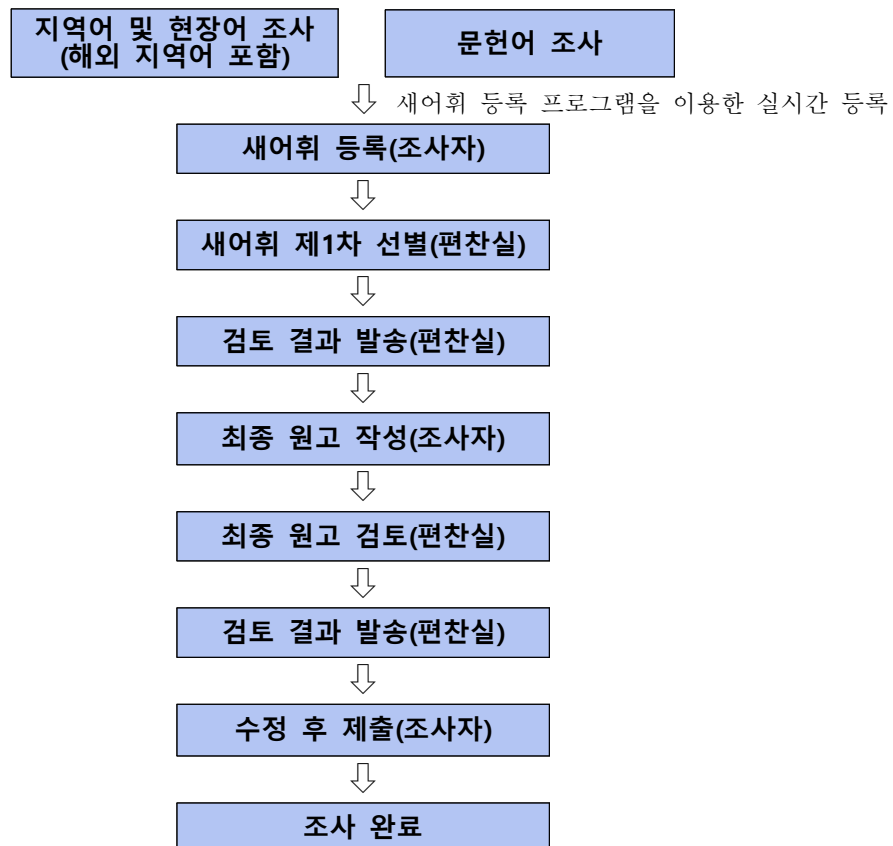 지역어 및 현장어 조사
(해외 지역어 포함)
문헌어 조사
새어휘 등록 프로그램을 이용한 실시간 등록
새어휘 등록(조사자)
새어휘 제1차 선별(편찬실)
검토 결과 발송(편찬실)
최종 원고 작성(조사자)
최종 원고 검토(편찬실)
검토 결과 발송(편찬실)
수정 후 제출(조사자)
조사 완료